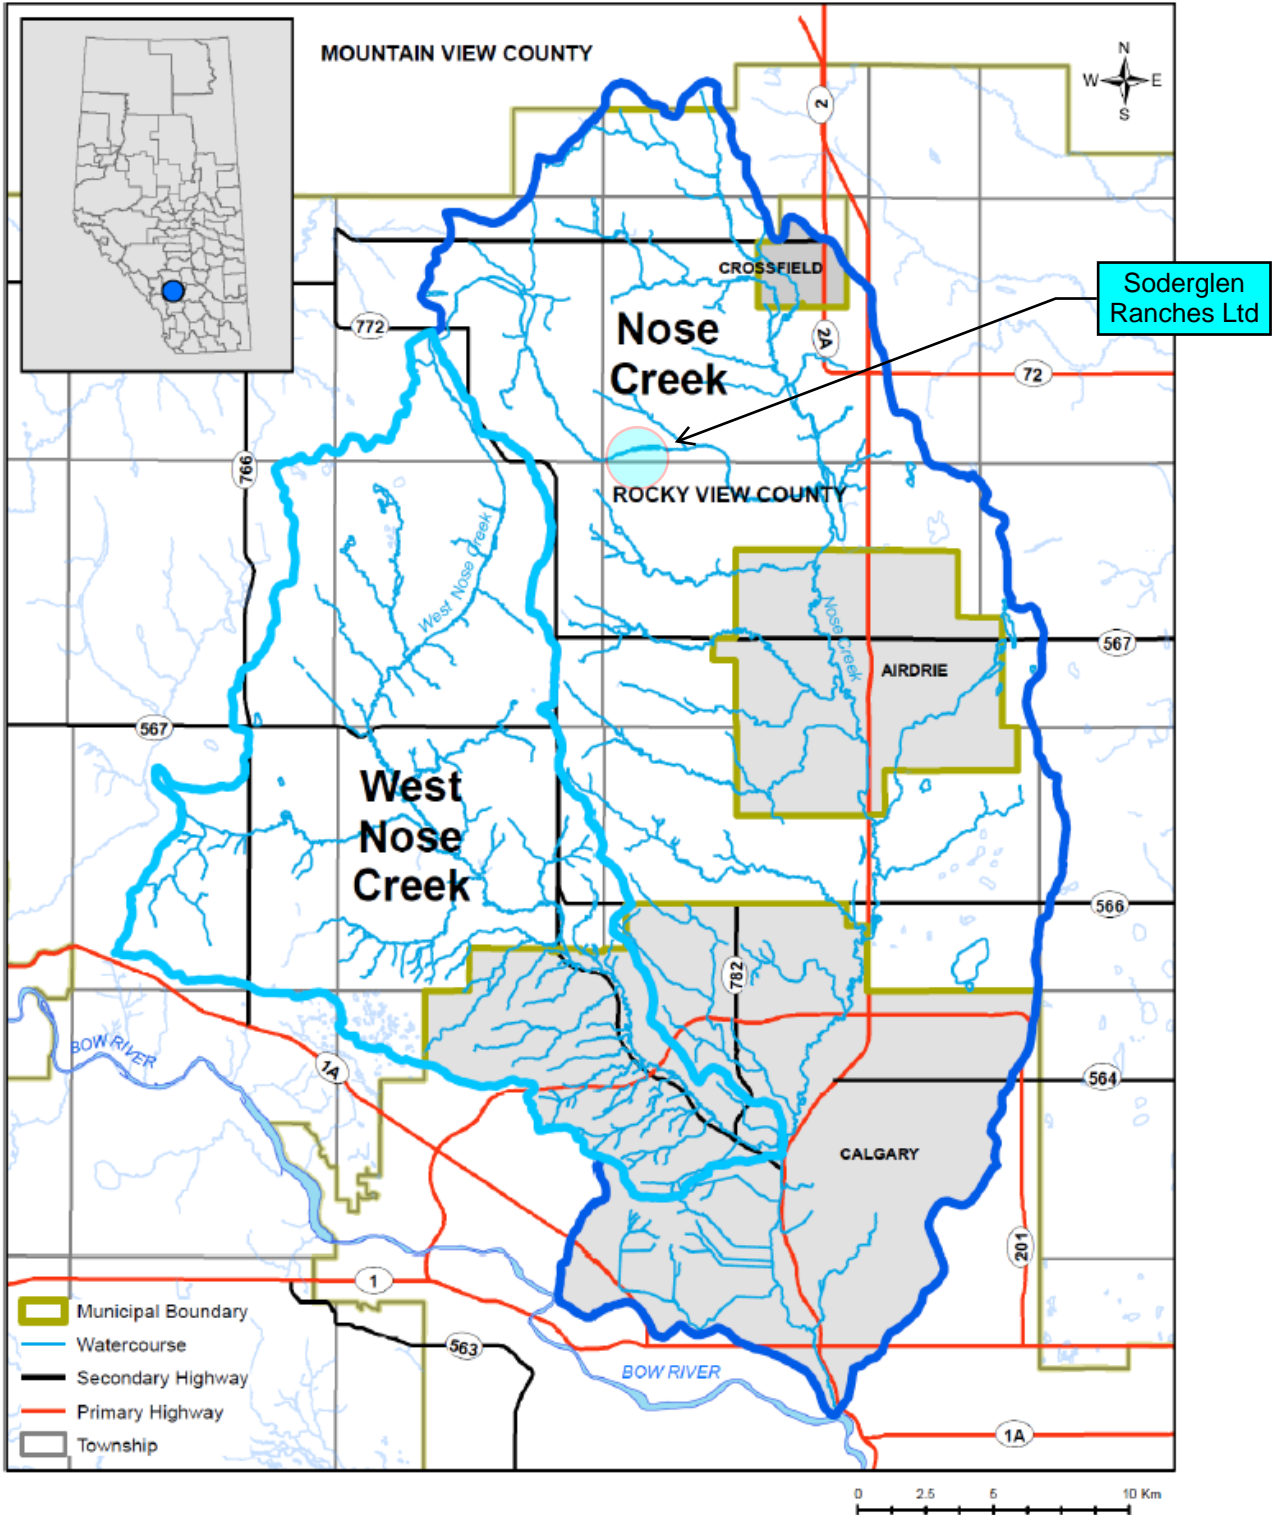 MOUNTAIN VIEW COUNTY
N
W E
S
2
CROSSFIELD
Soderglen
Ranches Ltd
772
Nose
Creek
2A
72
766
ROCKY VIEW COUNTY
West Nose Creek
Nose Creek
567
AIRDRIE
567
West
Nose
Creek
566
782
BOW RIVER
1A
564
CALGARY
201
1
Municipal Boundary
Watercourse
563
Secondary Highway
BOW RIVER
Primary Highway
1A
Township
0 2.5 5 10 Km